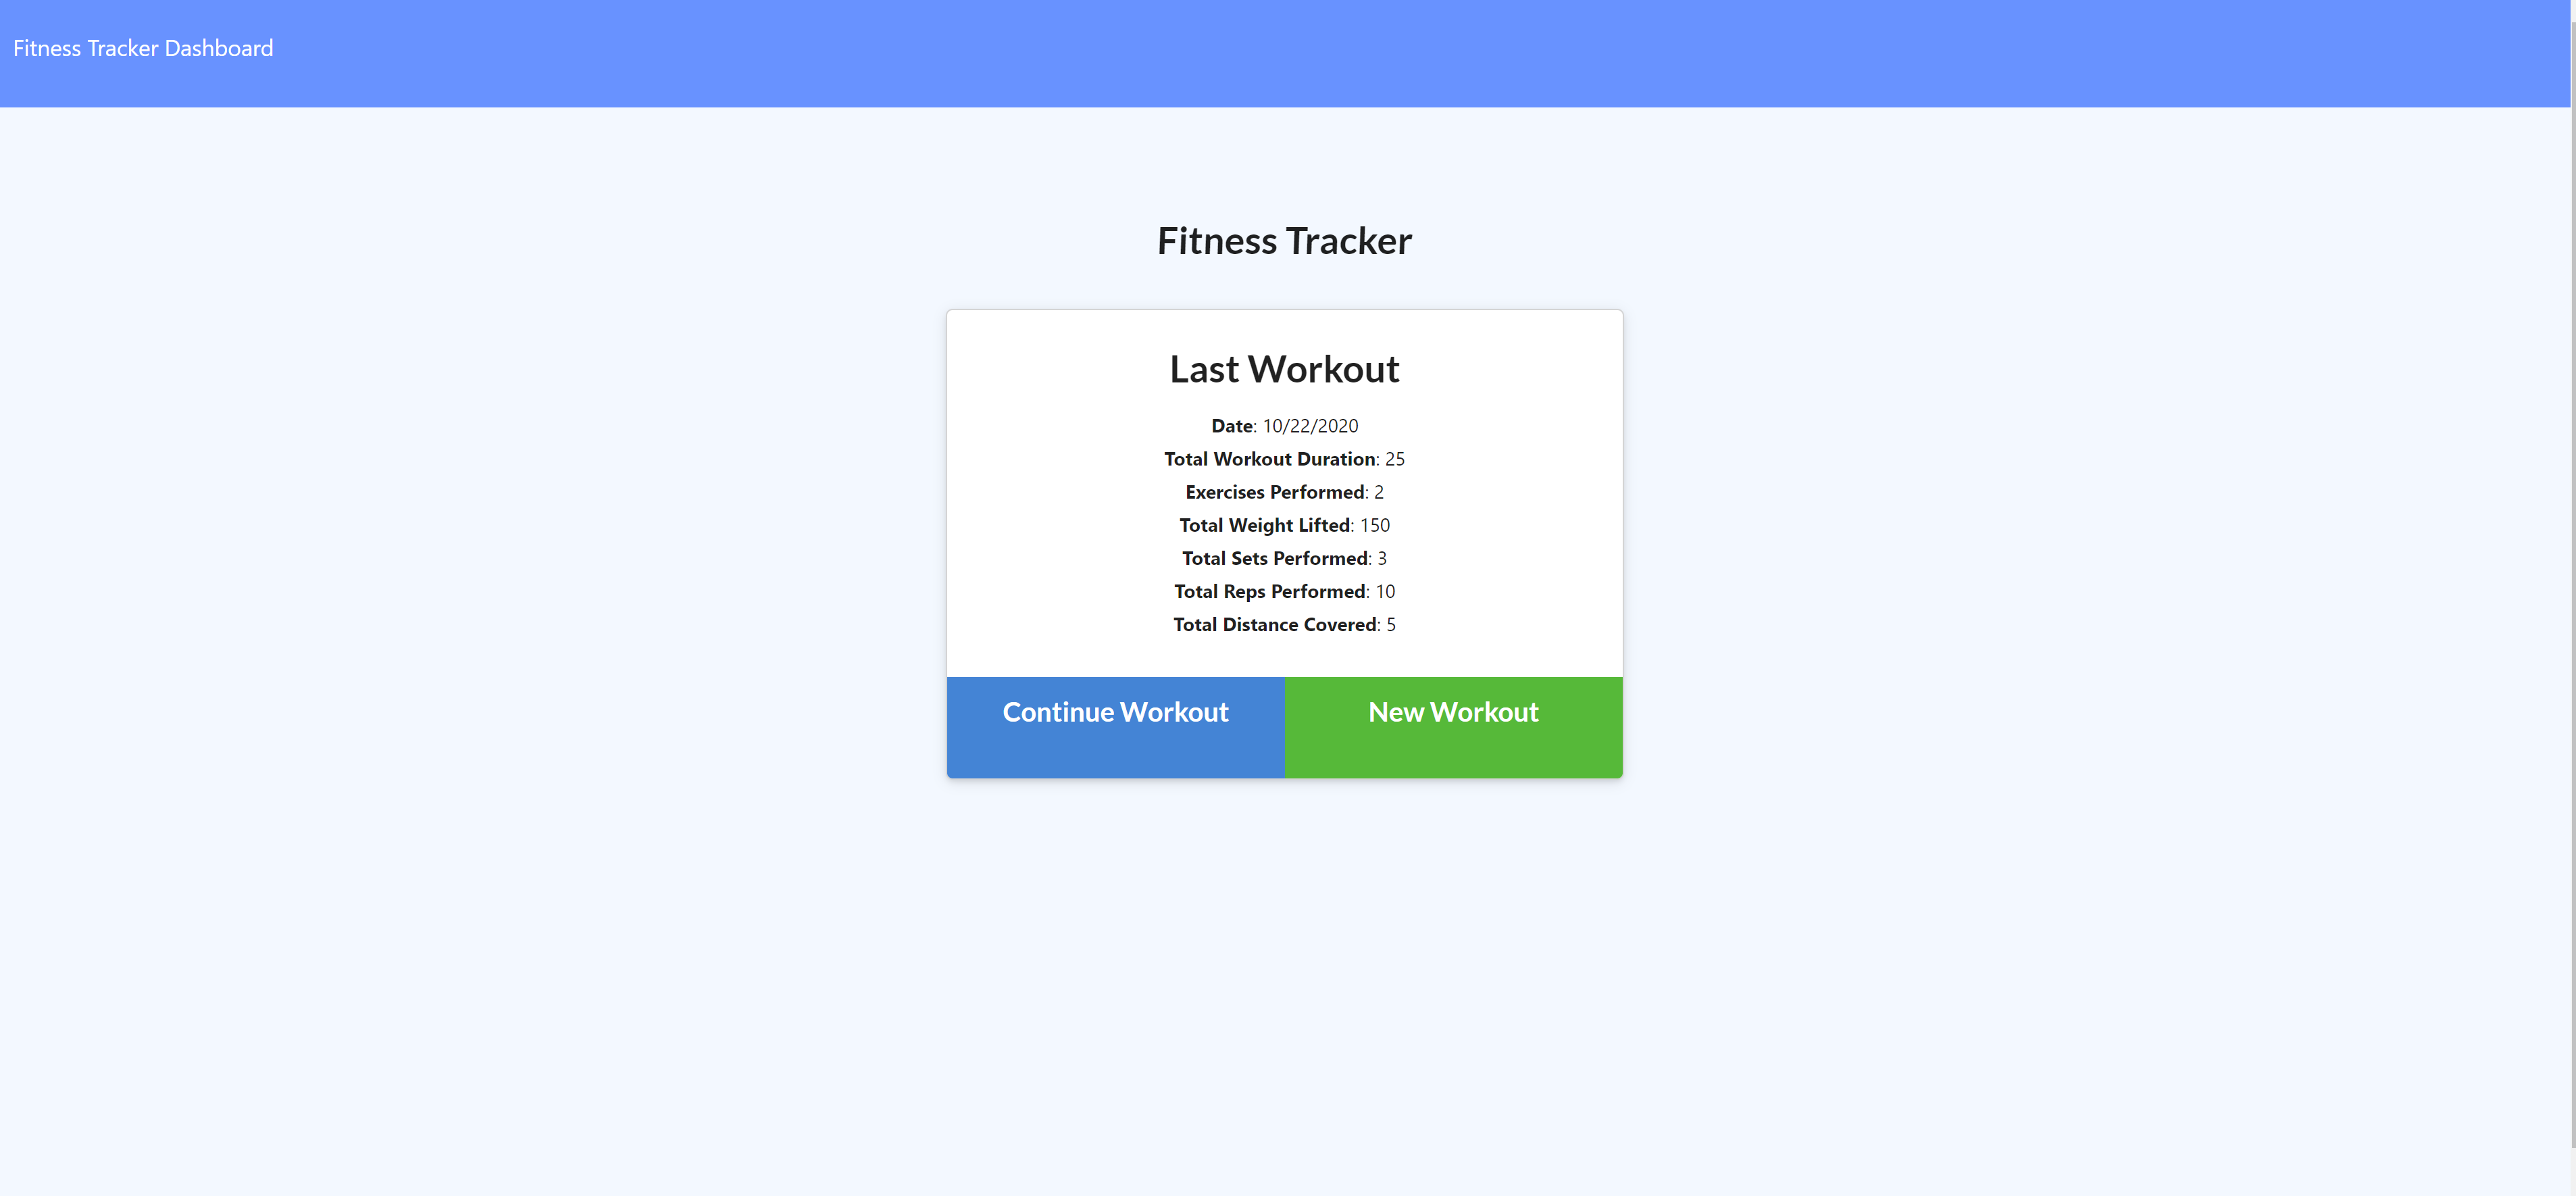 Fitness Tracker Dashboard
Fitness Tracker
Last Workout
Date: 10/22/2020
Total Workout Duration: 25
Exercises Performed: 2
Total Weight Lifted: 150
Total Sets Performed: 3
Total Reps Performed: 10
Total Distance Covered: 5
Continue Workout New Workout